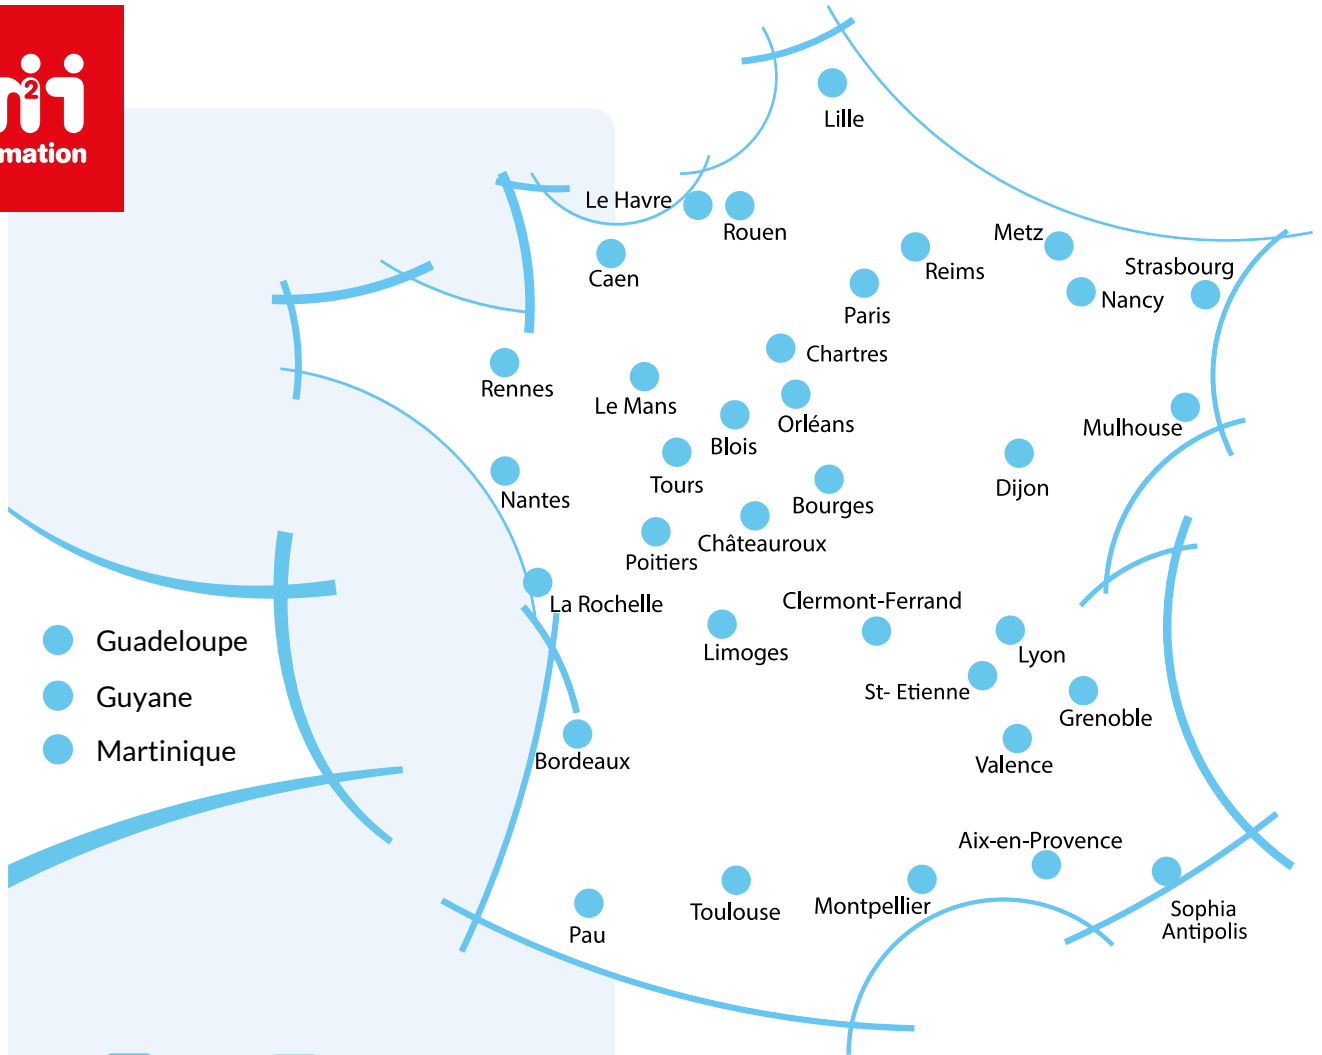 2
mation
Lille
Le Havre
Rouen
Caen
Metz
Reims
Strasbourg
Nancy
Paris
Chartres
Rennes
Le Mans
Orléans
Blois
Mulhouse
Tours
Dijon
Nantes
Bourges
Châteauroux
Poitiers
La Rochelle
Clermont-Ferrand
Limoges
Lyon
St- Etienne
Grenoble
Bordeaux
Valence
Guadeloupe
Guyane
Martinique
Aix-en-Provence
Toulouse
Montpellier
Pau
Sophia
Antipolis